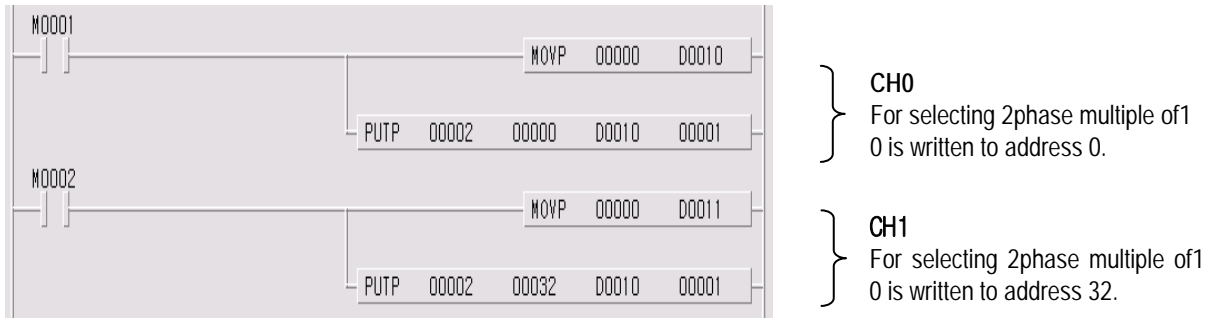 M0001
MOVP 00000 D0010
CH0
For selecting 2phase multiple of1
PUTP 00002 00000 D0010 00001
0 is written to address 0.
M0002
MOVP 00000 D0011
CH1
For selecting 2phase multiple of1
PUTP 00002 00032 D0010 00001
0 is written to address 32.